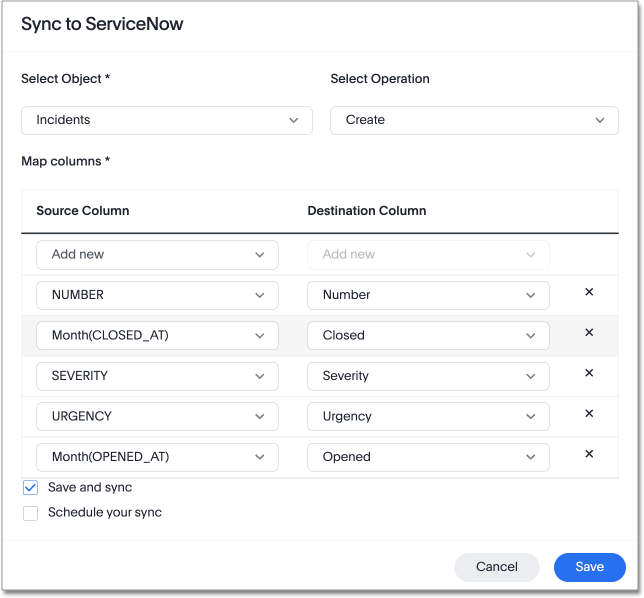 Sync to ServiceNow
Select Object * Select Operation
Incidents Create
Map columns *
Source Column Destination Column
Add new Add new
NUMBER Number ×
Month(CLOSED_AT) Closed ×
SEVERITY Severity ×
URGENCY Urgency ×
Month(OPENED_AT) Opened ×
Save and sync
Schedule your sync
Cancel Save